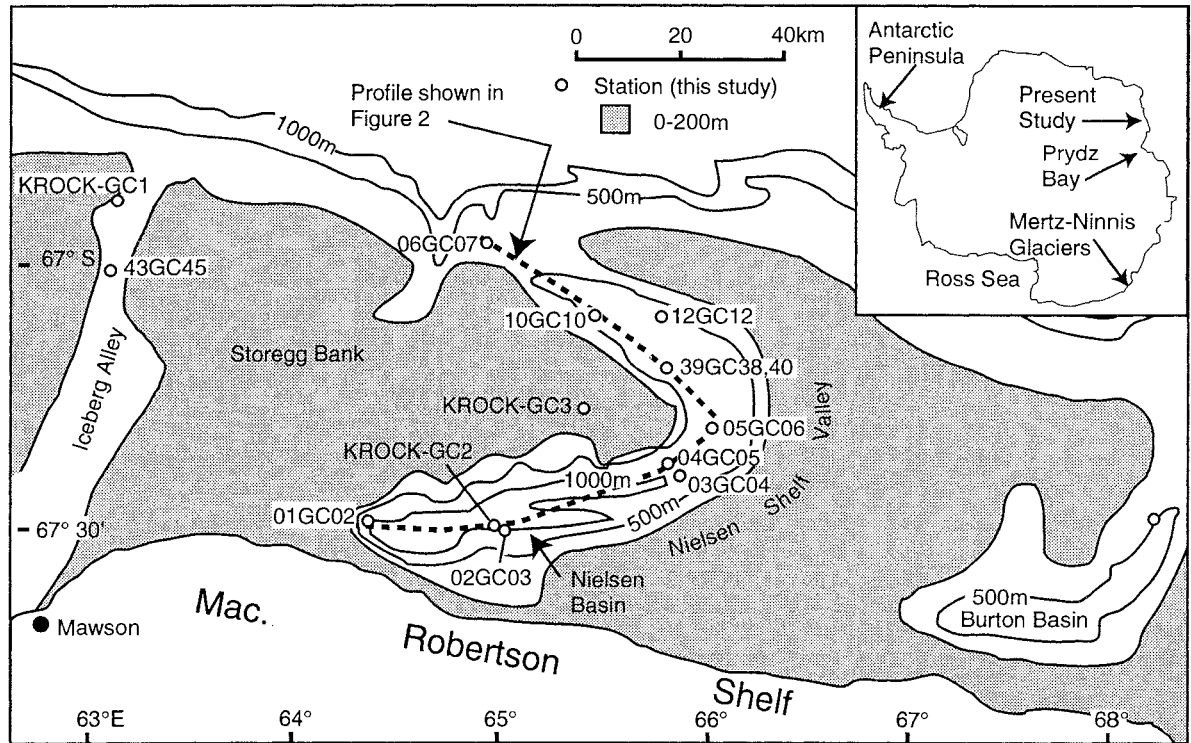 0 20 40km
Station (this study)
0-200m
Profile shown in
Figure 2
1000m
500m
KROCK-GC1
67° S
43GC45
06GC07
10GC10
12GC12
39GC38,40
Storegg Bank
Iceberg Alley
KROCK-GC3
05GC06
KROCK-GC2
04GC05
03GC04
1000m
500m
01GC02
02GC03
67° 30'
Nielsen
Basin
Nielsen Shelf Valley
500m
Burton Basin
Mawson
Mac. Robertson Shelf
63°E 64° 65° 66° 67° 68°
Antarctic
Peninsula
Present
Study
Prydz
Bay
Mertz-Ninnis
Glaciers
Ross Sea